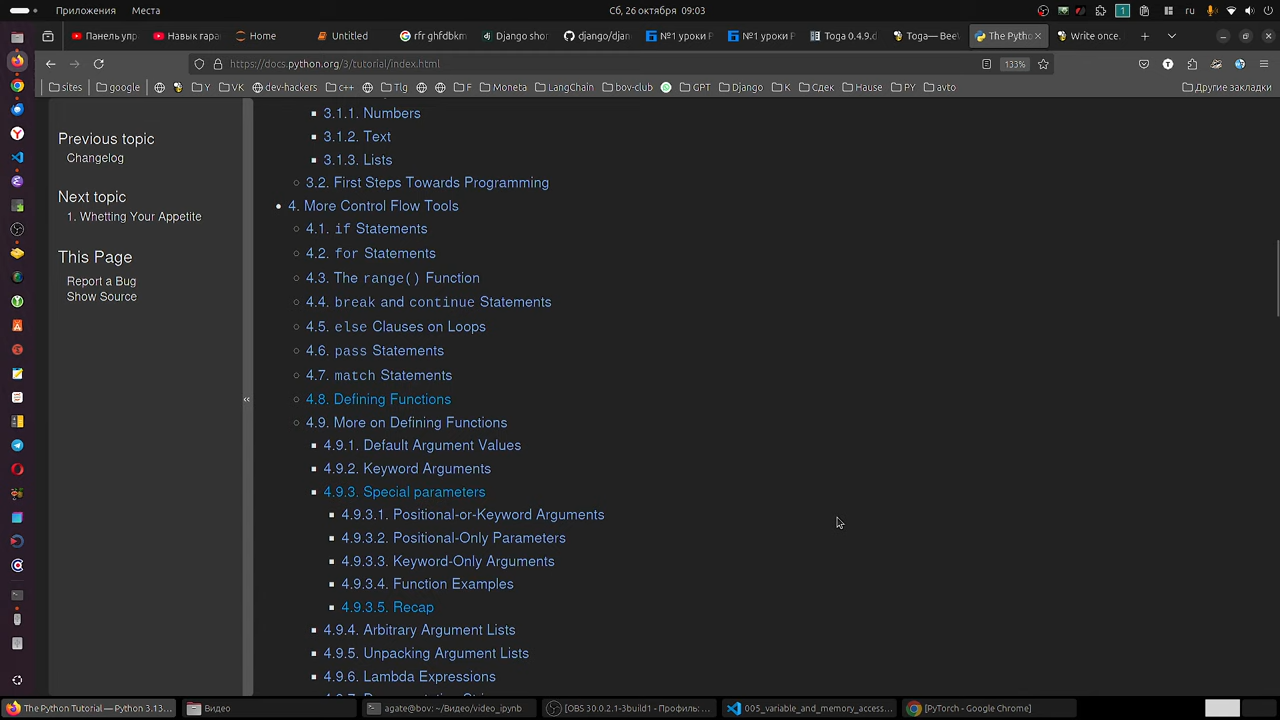 Приложения Места
Сб, 26 октября 09:03
1
ru
Панель упр
Навык гарая
Home
Untitled
rfr ghfdbkm
Django shor
django/djan
№1 уроки P
№1 уроки P
Toga 0.4.9.d
Toga— BeeW
The Pytho
Write once.
https://docs.python.org/3/tutorial/index.html
133%
sites
google
Y
VK
dev-hackers
c++
Tlg
F
Moneta
LangChain
bov-club
GPT
Django
K
Сдек
Hause
PY
avto
Другие закладки
Previous topic
Changelog
Next topic
1. Whetting Your Appetite
This Page
Report a Bug
Show Source
«
3.1.1. Numbers
3.1.2. Text
3.1.3. Lists
3.2. First Steps Towards Programming
4. More Control Flow Tools
4.1. if Statements
4.2. for Statements
4.3. The range() Function
4.4. break and continue Statements
4.5. else Clauses on Loops
4.6. pass Statements
4.7. match Statements
4.8. Defining Functions
4.9. More on Defining Functions
4.9.1. Default Argument Values
4.9.2. Keyword Arguments
4.9.3. Special parameters
4.9.3.1. Positional-or-Keyword Arguments
4.9.3.2. Positional-Only Parameters
4.9.3.3. Keyword-Only Arguments
4.9.3.4. Function Examples
4.9.3.5. Recap
4.9.4. Arbitrary Argument Lists
4.9.5. Unpacking Argument Lists
4.9.6. Lambda Expressions
The Python Tutorial — Python 3.13…
Видео
agate@bov: ~/Видео/video_ipynb
[OBS 30.0.2.1-3build1 - Профиль: …
005_variable_and_memory_access…
[PyTorch - Google Chrome]